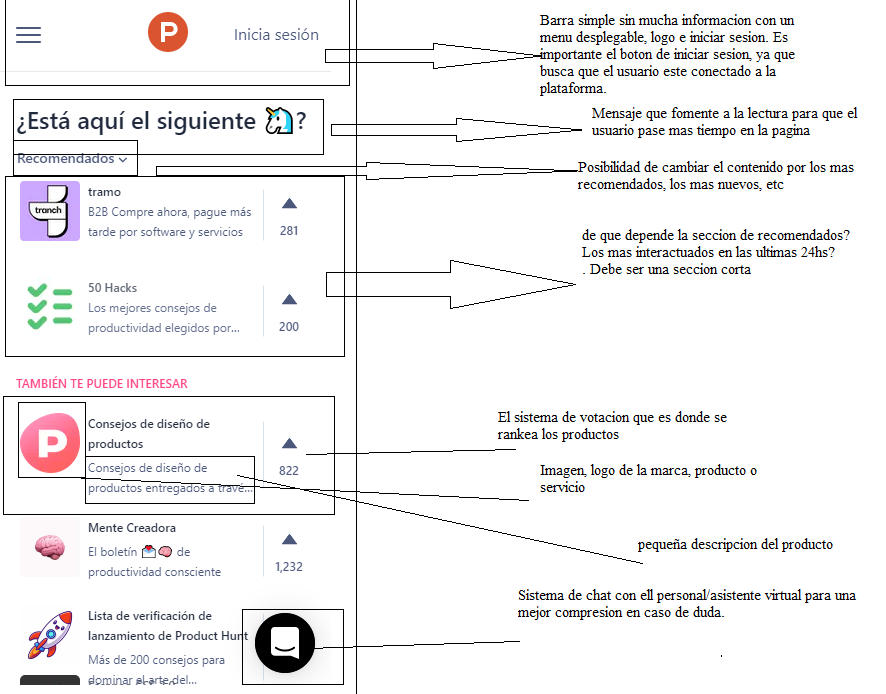 P
Inicia sesión
Barra simple sin mucha informacion con un
menu desplegable, logo e iniciar sesion. Es
importante el boton de iniciar sesion, ya que
busca que el usuario este conectado a la
plataforma.
¿Está aquí el siguiente 🦄?
Mensaje que fomente a la lectura para que el
usuario pase mas tiempo en la pagina
Recomendados
Posibilidad de cambiar el contenido por los mas
recomendados, los mas nuevos, etc
tranch
tramo
B2B Compre ahora, pague más
tarde por software y servicios
281
de que depende la seccion de recomendados?
Los mas interactuados en las ultimas 24hs?
. Debe ser una seccion corta
50 Hacks
Los mejores consejos de
productividad elegidos por...
200
TAMBIÉN TE PUEDE INTERESAR
P
Consejos de diseño de
productos
Consejos de diseño de
productos entregados a travé...
822
El sistema de votacion que es donde se
rankea los productos
Imagen, logo de la marca, producto o
servicio
Mente Creadora
El boletín 💌🧠 de
productividad consciente
1,232
pequeña descripcion del producto
Lista de verificación de
lanzamiento de Product Hunt
Más de 200 consejos para
dominar el arte del...
Sistema de chat con ell personal/asistente virtual para una
mejor compresion en caso de duda.
.